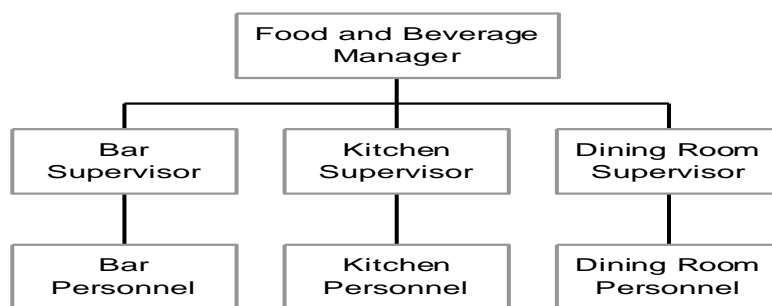 Food and Beverage
Manager
Bar
Supervisor
Kitchen
Supervisor
Dining Room
Supervisor
Bar
Personnel
Kitchen
Personnel
Dining Room
Personnel